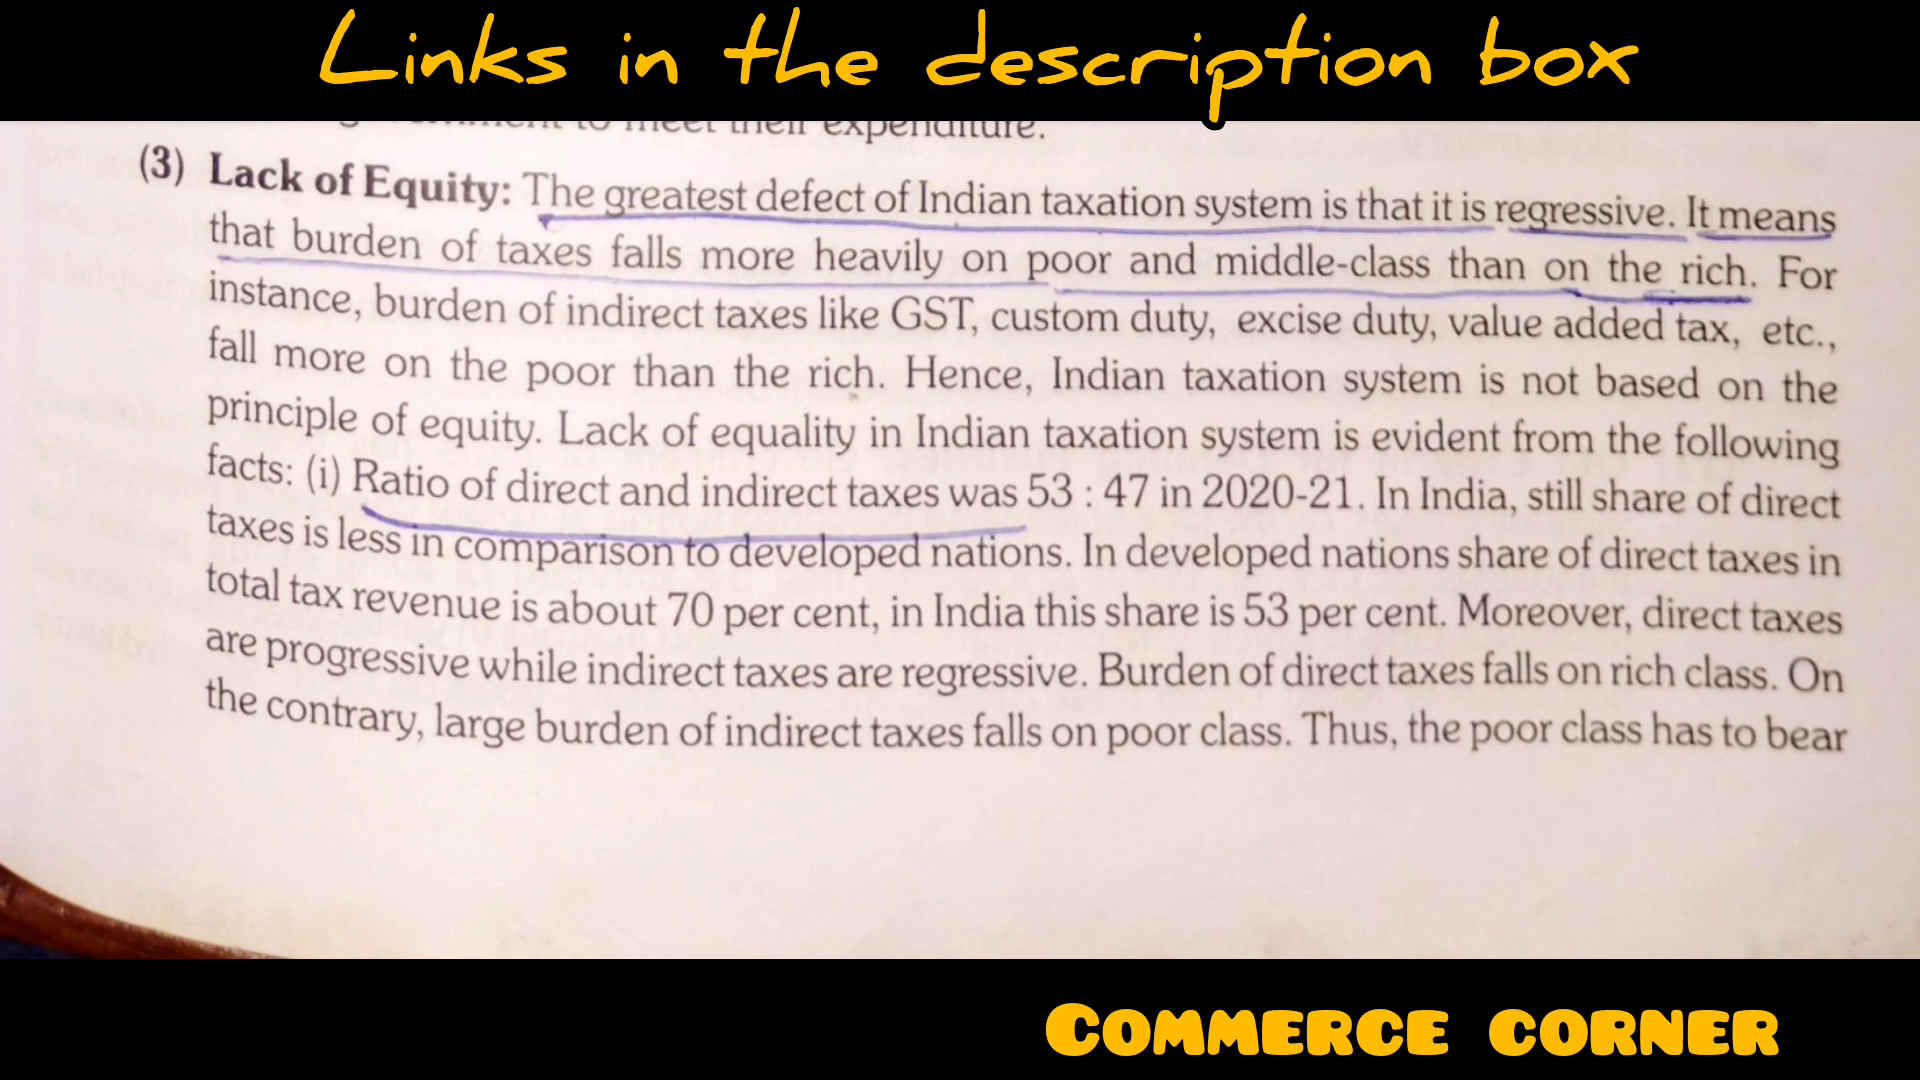 Links in the description box
government to meet their expenditure.
(3) Lack of Equity: The greatest defect of Indian taxation system is that it is regressive. It means
that burden of taxes falls more heavily on poor and middle-class than on the rich. For
instance, burden of indirect taxes like GST, custom duty, excise duty, value added tax, etc.,
fall more on the poor than the rich. Hence, Indian taxation system is not based on the
principle of equity. Lack of equality in Indian taxation system is evident from the following
facts: (i) Ratio of direct and indirect taxes was 53 : 47 in 2020-21. In India, still share of direct
taxes is less in comparison to developed nations. In developed nations share of direct taxes in
total tax revenue is about 70 per cent, in India this share is 53 per cent. Moreover, direct taxes
are progressive while indirect taxes are regressive. Burden of direct taxes falls on rich class. On
the contrary, large burden of indirect taxes falls on poor class. Thus, the poor class has to bear
COMMERCE CORNER